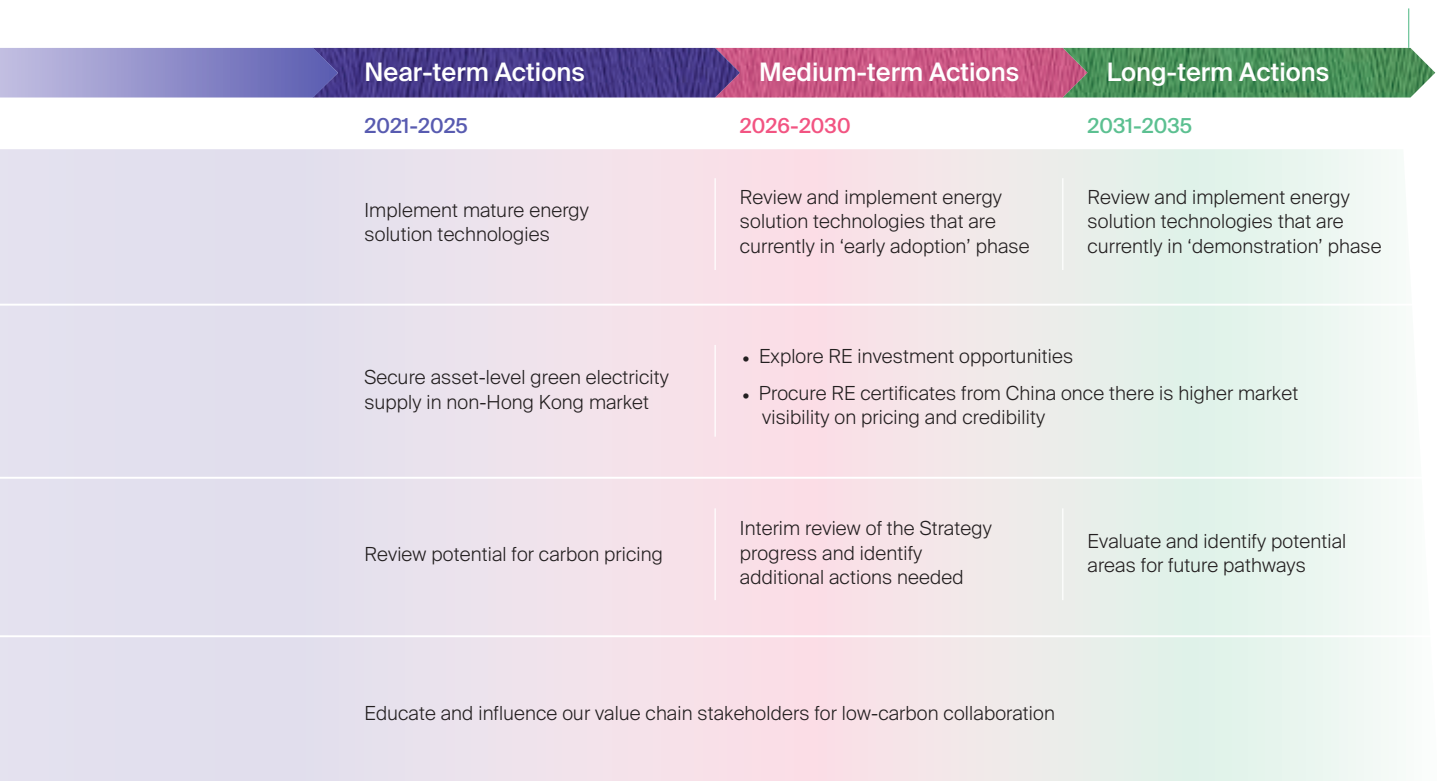 Near-term Actions
Medium-term Actions
Long-term Actions
2021-2025
2026-2030
2031-2035
Implement mature energy
solution technologies
Review and implement energy
solution technologies that are
currently in ‘early adoption’ phase
Review and implement energy
solution technologies that are
currently in ‘demonstration’ phase
Secure asset-level green electricity
supply in non-Hong Kong market
• Explore RE investment opportunities
• Procure RE certificates from China once there is higher market
visibility on pricing and credibility
Review potential for carbon pricing
Interim review of the Strategy
progress and identify
additional actions needed
Evaluate and identify potential
areas for future pathways
Educate and influence our value chain stakeholders for low-carbon collaboration